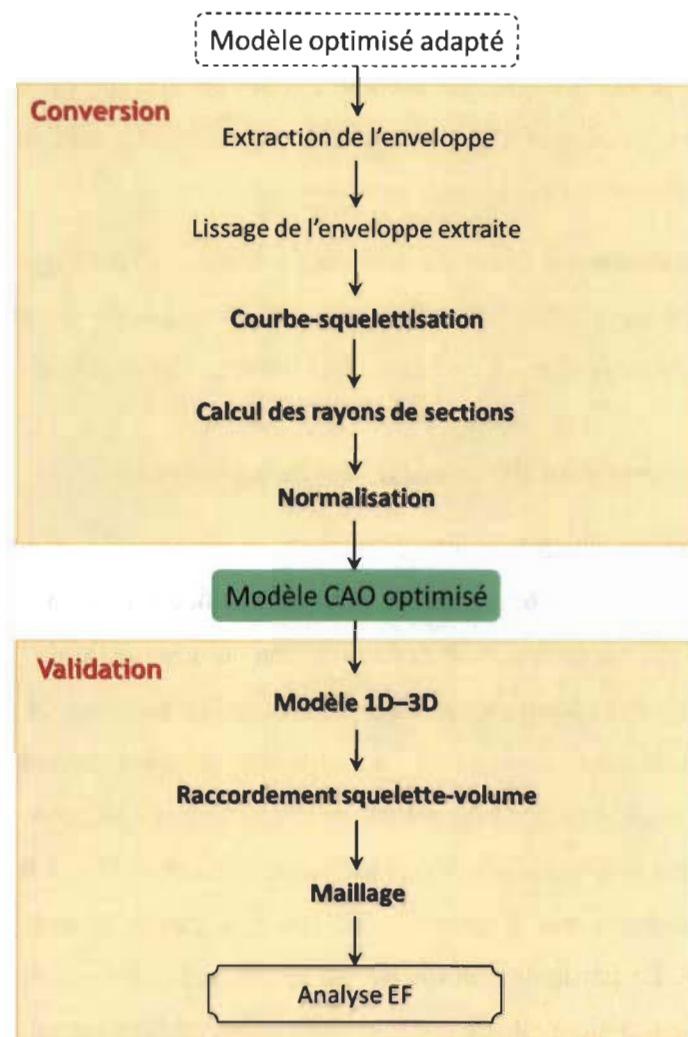 Modèle optimisé adapté
Conversion
Extraction de l'enveloppe
Lissage de l'enveloppe extraite
Courbe-squelettisation
Calcul des rayons de sections
Normalisation
Modèle CAO optimisé
Validation
Modèle 1D–3D
Raccordement squelette-volume
Maillage
Analyse EF